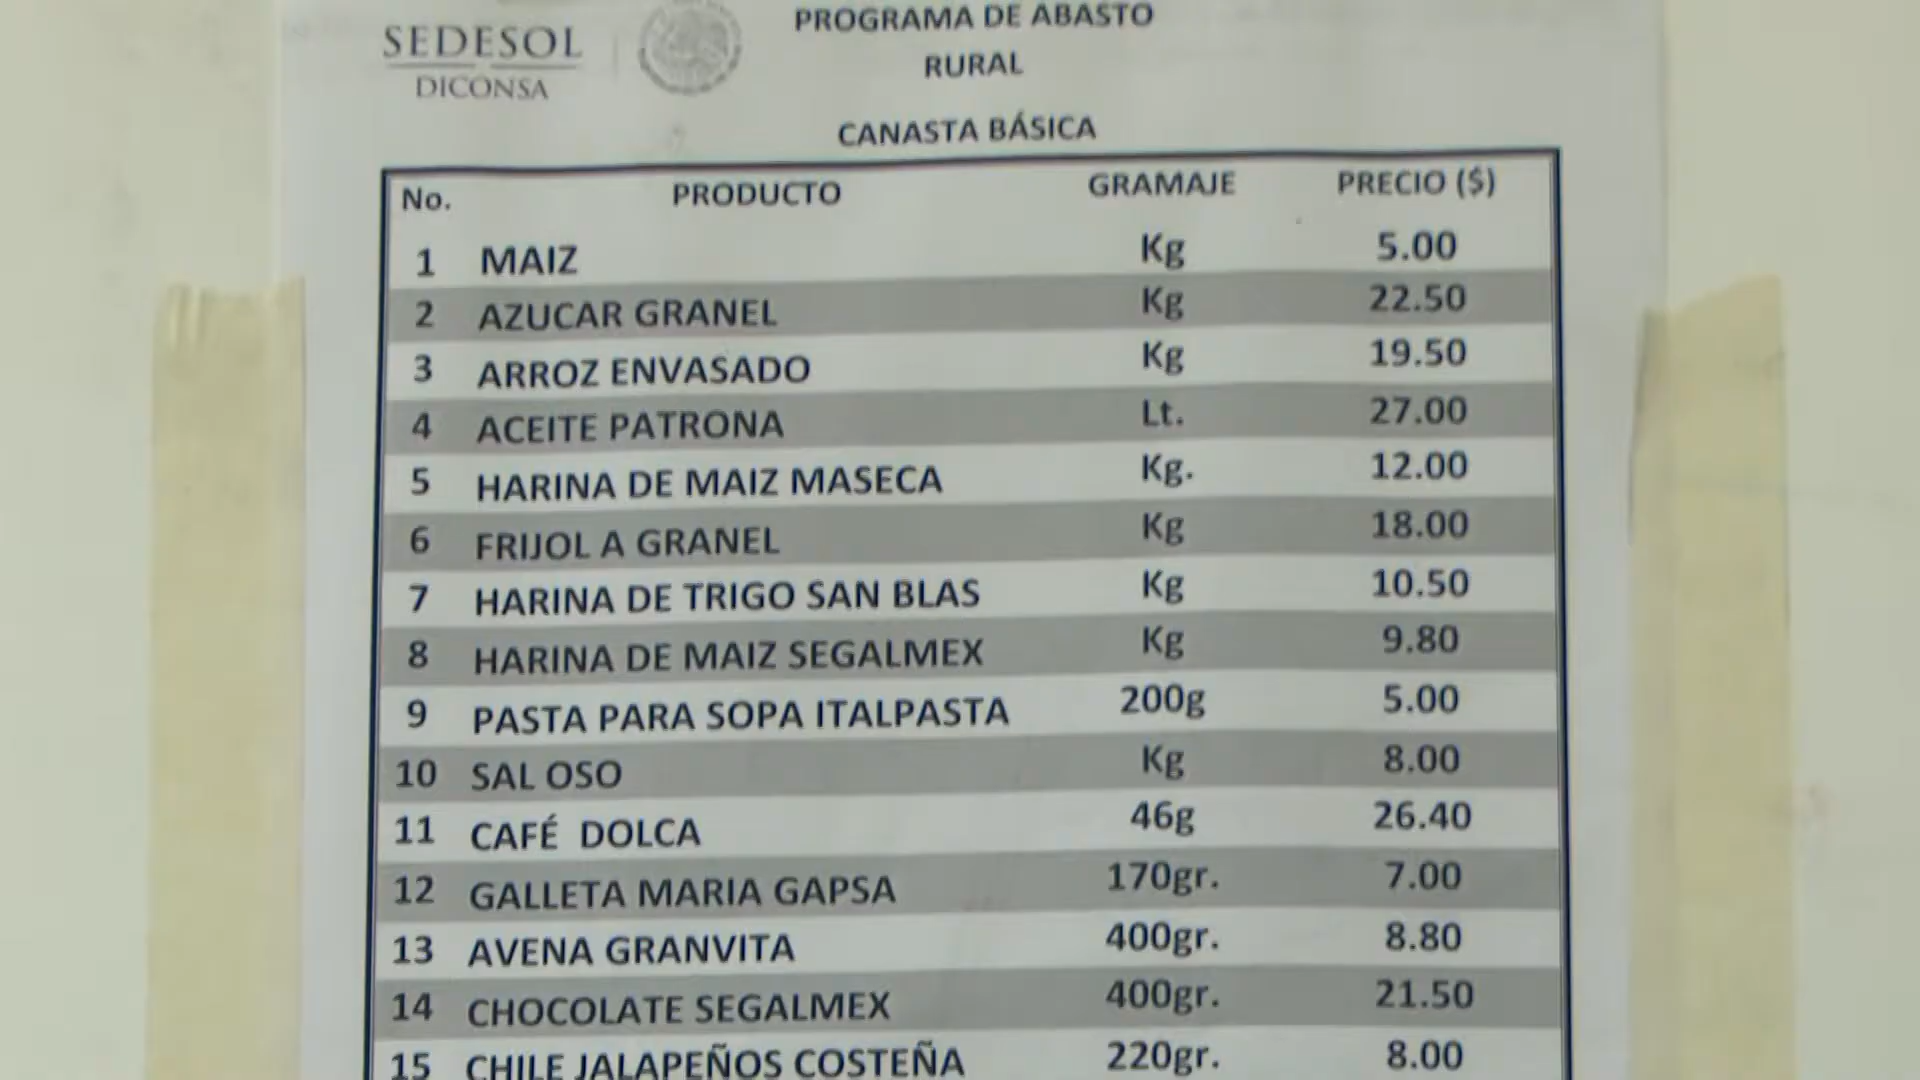 SEDESOL
DICONSA
PROGRAMA DE ABASTO
RURAL
CANASTA BÁSICA
No. PRODUCTO GRAMAJE PRECIO ($)
1 MAIZ Kg 5.00
2 AZUCAR GRANEL Kg 22.50
3 ARROZ ENVASADO Kg 19.50
4 ACEITE PATRONA Lt. 27.00
5 HARINA DE MAIZ MASECA Kg. 12.00
6 FRIJOL A GRANEL Kg 18.00
7 HARINA DE TRIGO SAN BLAS Kg 10.50
8 HARINA DE MAIZ SEGALMEX Kg 9.80
9 PASTA PARA SOPA ITALPASTA 200g 5.00
10 SAL OSO Kg 8.00
11 CAFÉ DOLCA 46g 26.40
12 GALLETA MARIA GAPSA 170gr. 7.00
13 AVENA GRANVITA 400gr. 8.80
14 CHOCOLATE SEGALMEX 400gr. 21.50
15 CHILE JALAPEÑOS COSTEÑA 220gr. 8.00